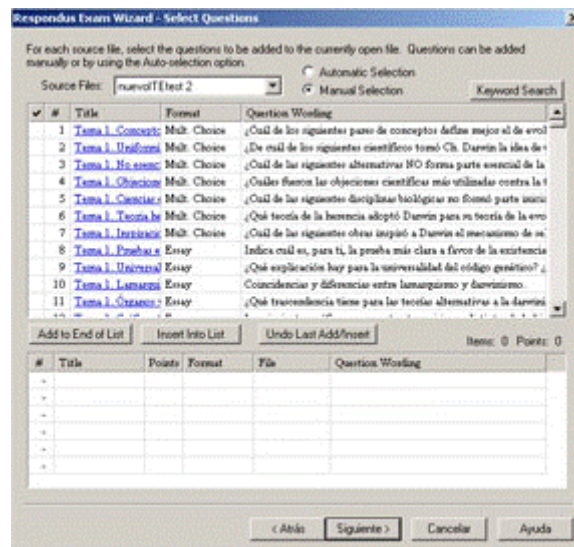 Respondus Exam Wizard - Select Questions
For each source file, select the questions to be added to the currently open file. Questions can be added
manually or by using the Auto-selection option.
Automatic Selection
Source Files: nuevolTEtest 2 Manual Selection Keyword Search
# Title Format Question Wording
1 Tema 1. Concepto Mult. Choice ¿Cuál de los siguientes pares de conceptos define mejor el de evol
2 Tema 1. Uniformi Mult. Choice ¿De cuál de los siguientes científicos tomó Ch. Darwin la idea de
3 Tema 1. No esenc Mult. Choice ¿Cuál de las siguientes alternativas NO forma parte esencial de la
4 Tema 1. Objecione Mult. Choice ¿Cuáles fueron las objeciones científicas más utilizadas contra la t
5 Tema 1. Ciencias Mult. Choice ¿Cuál de las siguientes disciplinas biológicas no formó parte
6 Tema 1. Teoría he Mult. Choice ¿Qué teoría de la herencia adoptó Darwin para su teoría de la evo
7 Tema 1. Mult. Choice ¿Cuál de las siguientes obras inspiró a Darwin el mecanismo de se
8 Tema 1. Pruebas e Essay Indica cuál es, para ti, la prueba más clara a favor de la existencia
9 Tema 1. Universal Essay ¿Qué explicación hay para la universalidad del código genético? ¿
10 Tema 1. Lamarqui Essay Coincidencias y diferencias entre lamarquismo y darwinismo.
11 Tema 1. Órganos Essay ¿Qué trascendencia tiene para las teorías alternativas a la darwini
Add to End of List Insert Into List Undo Last Add/Insert Items: 0 Points: 0
# Title Points Format File Question Wording
< Atrás Siguiente > Cancelar Ayuda